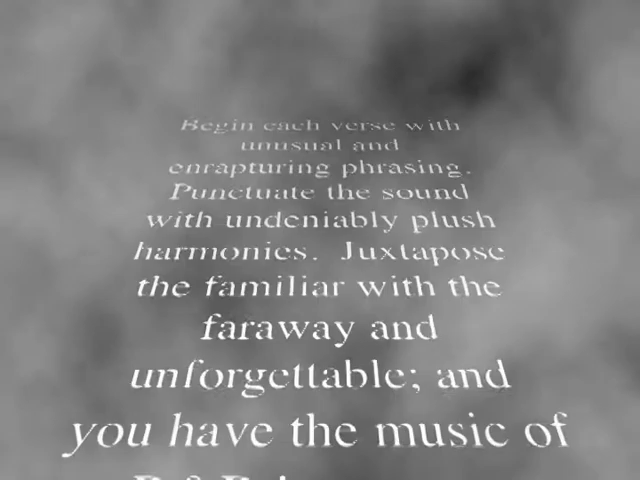 Begin each verse with
unusual and
enrapturing phrasing.
Punctuate the sound
with undeniably plush
harmonies. Juxtapose
the familiar with the
faraway and
unforgettable; and
you have the music of